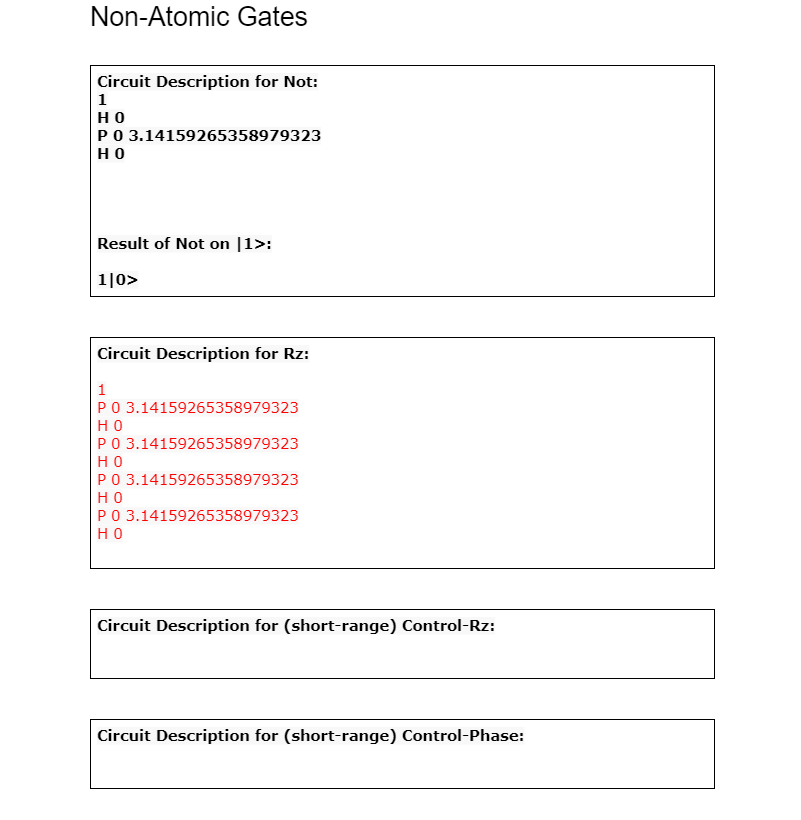 Non-Atomic Gates
Circuit Description for Not:
1
H 0
P 0 3.14159265358979323
H 0
Result of Not on |1>:
1|0>
Circuit Description for Rz:
1
P 0 3.14159265358979323
H 0
P 0 3.14159265358979323
H 0
P 0 3.14159265358979323
H 0
P 0 3.14159265358979323
H 0
Circuit Description for (short-range) Control-Rz:
Circuit Description for (short-range) Control-Phase: